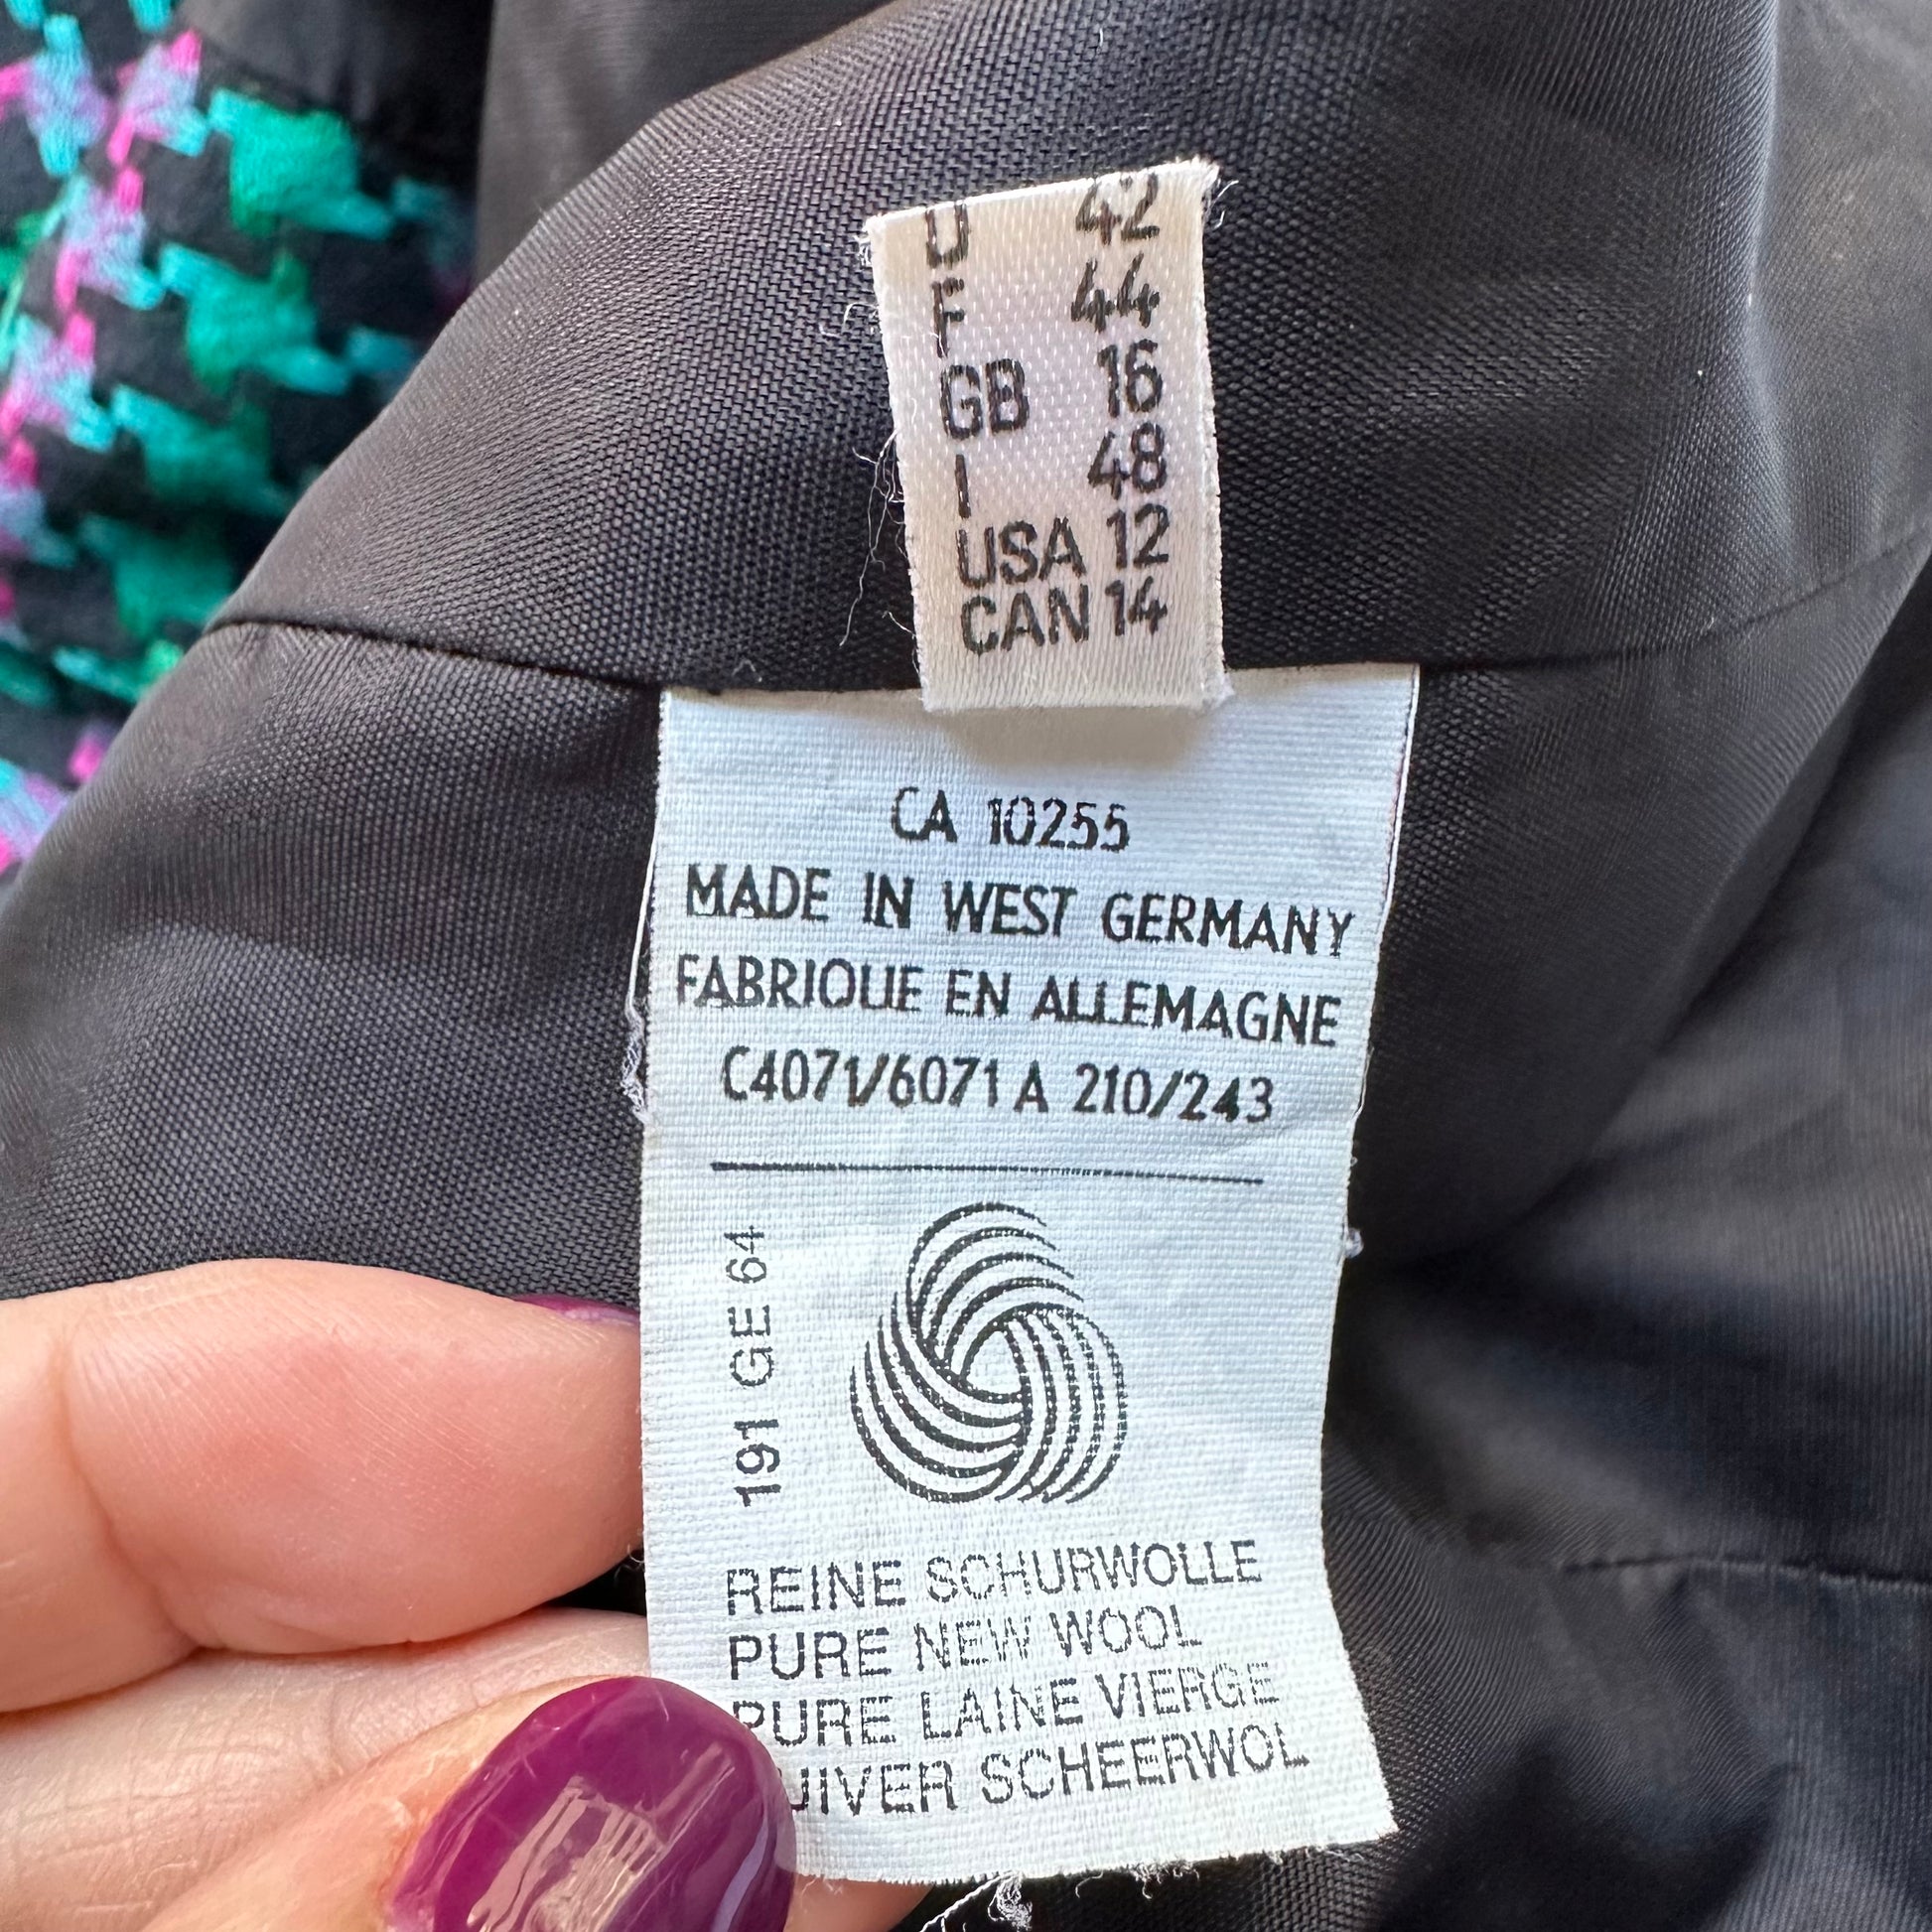 42
F 44
GB 16
I 48
USA 12
CAN 14
CA 10255
MADE IN WEST GERMANY
FABRIQUE EN ALLEMAGNE
C4071/6071 A 210/243
191 GE 64
REINE SCHURWOLLE
PURE NEW WOOL
PURE LAINE VIERGE
UIVER SCHEERWOL